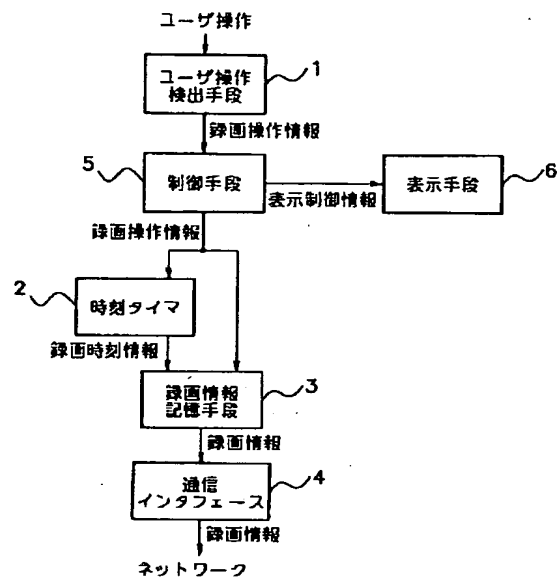 ユーザ操作
1
ユーザ操作
検出手段
録画操作情報
5
制御手段
表示制御情報
表示手段
6
録画操作情報
2
時刻タイマ
録画時刻情報
録画情報
記憶手段
3
録画情報
通信
インタフェース
4
録画情報
ネットワーク